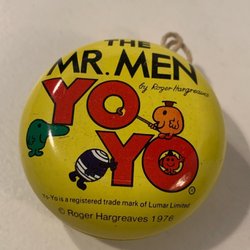 THE
MR. MEN
by Roger Hargreaves
YO
YO®
Yo-Yo is a registered trade mark of Lumar Limited
© Roger Hargreaves 1976